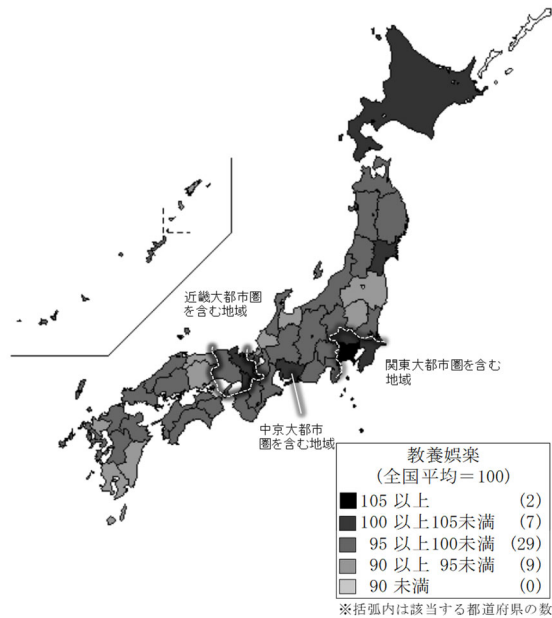 近畿大都市圏
を含む地域
関東大都市圏を含む
地域
中京大都市
圏を含む地域
教養娯楽
(全国平均＝100)
105 以上 (2)
100 以上105未満 (7)
95 以上100未満 (29)
90 以上 95未満 (9)
90 未満 (0)
※括弧内は該当する都道府県の数